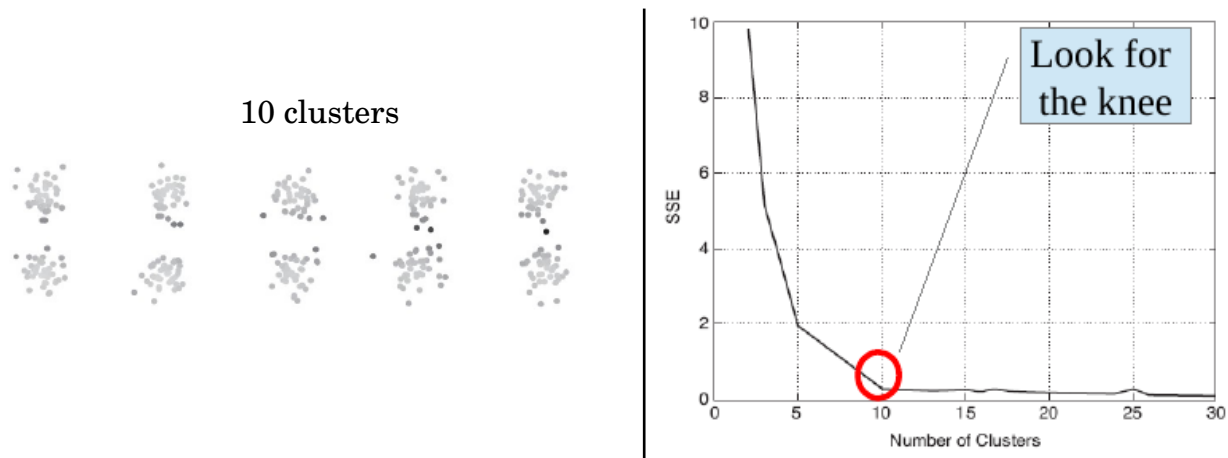 10 clusters
Look for
the knee
10
8
6
4
2
0
SSE
0 5 10 15 20 25 30
Number of Clusters